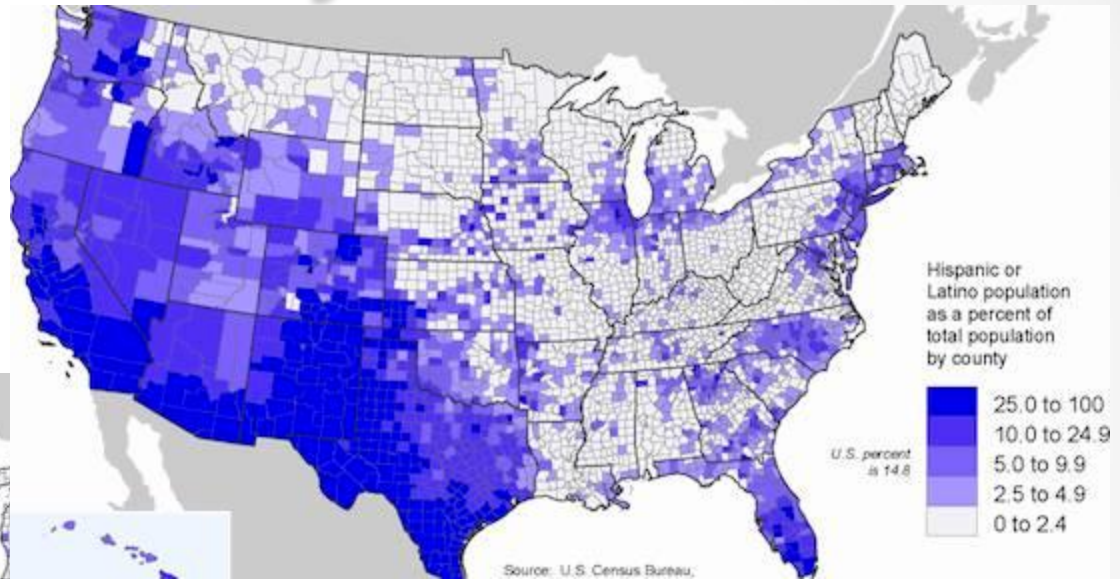 Hispanic or
Latino population
as a percent of
total population
by county
25.0 to 100
10.0 to 24.9
5.0 to 9.9
2.5 to 4.9
0 to 2.4
U.S. percent
is 14.8
Source: U.S. Census Bureau,